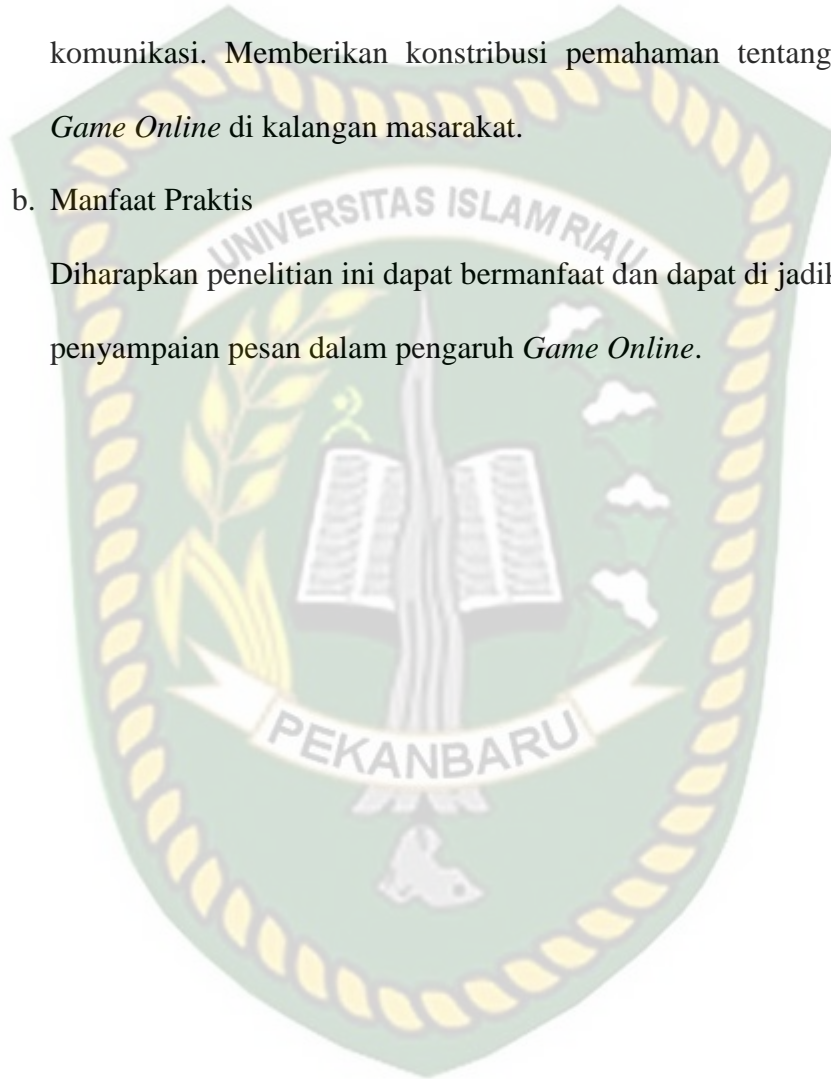 komunikasi. Memberikan konstribusi pemahaman tentang
Game Online di kalangan masarakat.
b. Manfaat Praktis
UNIVERSITAS ISLAM RIAU
Diharapkan penelitian ini dapat bermanfaat dan dapat di jadik
penyampaian pesan dalam pengaruh Game Online.
PEKANBARU